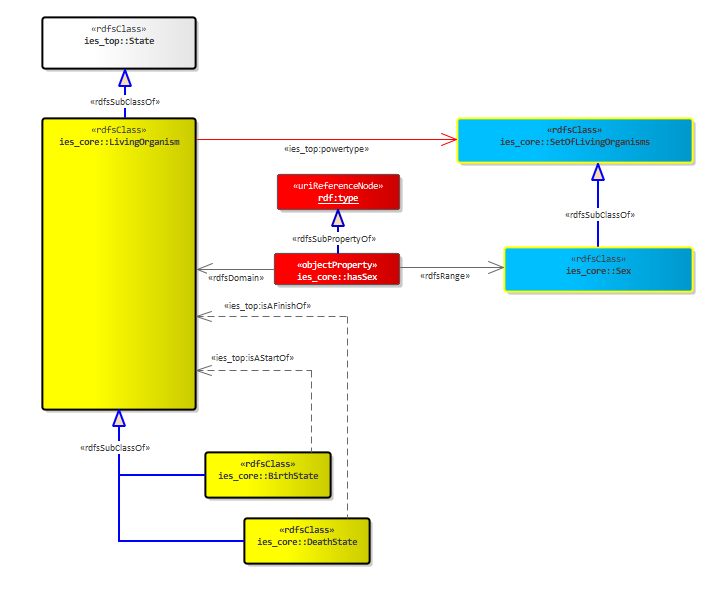 «rdfsClass»
ies_top::State
«rdfsSubClassOf»
«rdfsClass»
ies_core::LivingOrganism
«ies_top:powertype»
«rdfsClass»
ies_core::SetOfLivingOrganisms
«uriReferenceNode»
rdf:type
«rdfsSubPropertyOf»
«rdfsSubClassOf»
«objectProperty»
ies_core::hasSex
«rdfsDomain»
«rdfsRange»
«rdfsClass»
ies_core::Sex
«ies_top:isAFinishOf»
«ies_top:isAStartOf»
«rdfsSubClassOf»
«rdfsClass»
ies_core::BirthState
«rdfsClass»
ies_core::DeathState